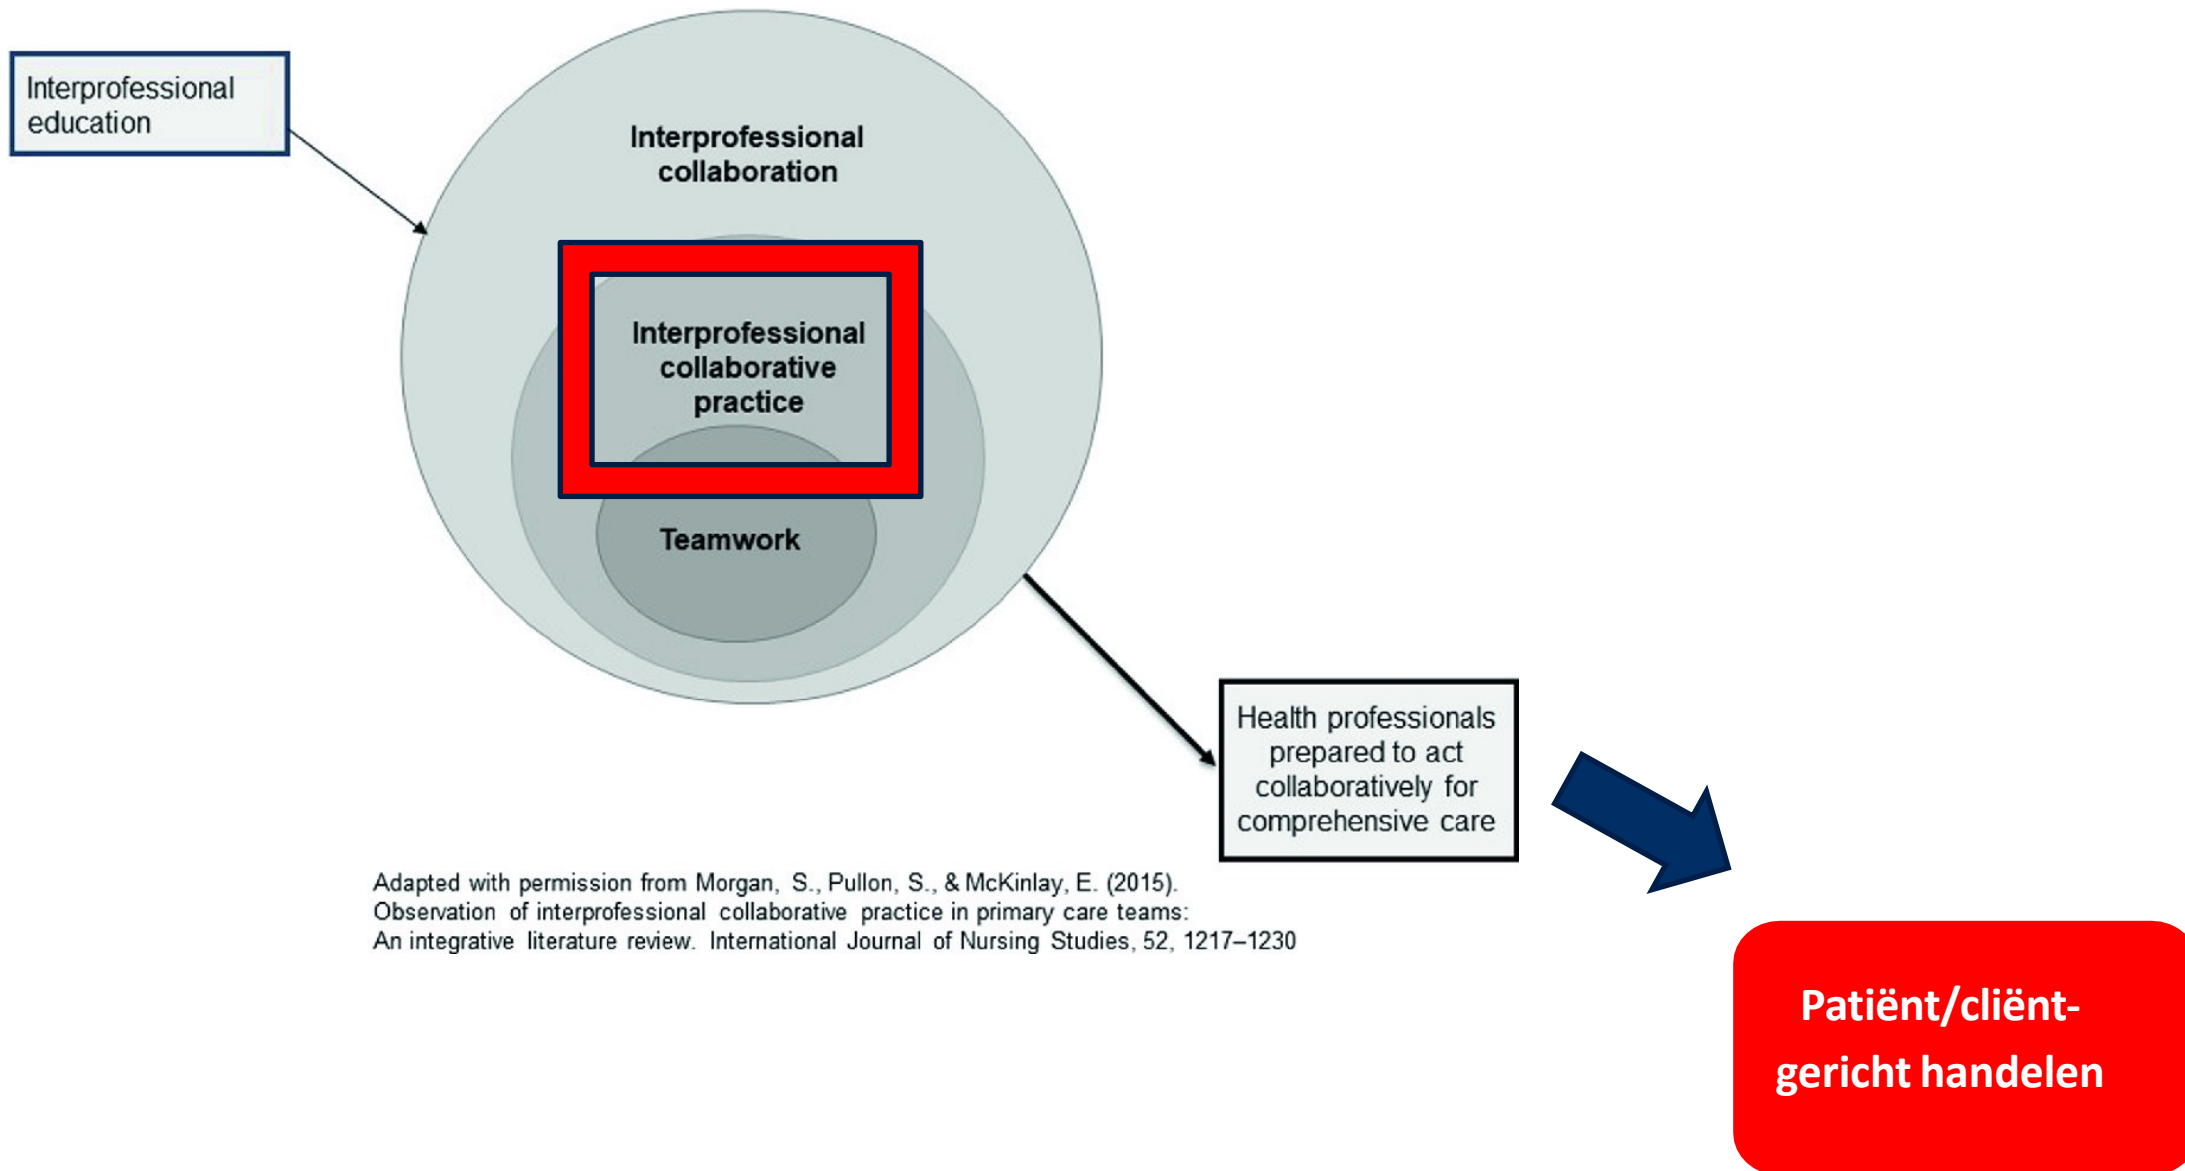 Interprofessional
education
Interprofessional
collaboration
Interprofessional
collaborative
practice
Teamwork
Health professionals
prepared to act
collaboratively for
comprehensive care
Adapted with permission from Morgan, S., Pullon, S., & McKinlay, E. (2015).
Observation of interprofessional collaborative practice in primary care teams:
An integrative literature review. International Journal of Nursing Studies, 52, 1217–1230
Patiënt/cliënt-
gericht handelen